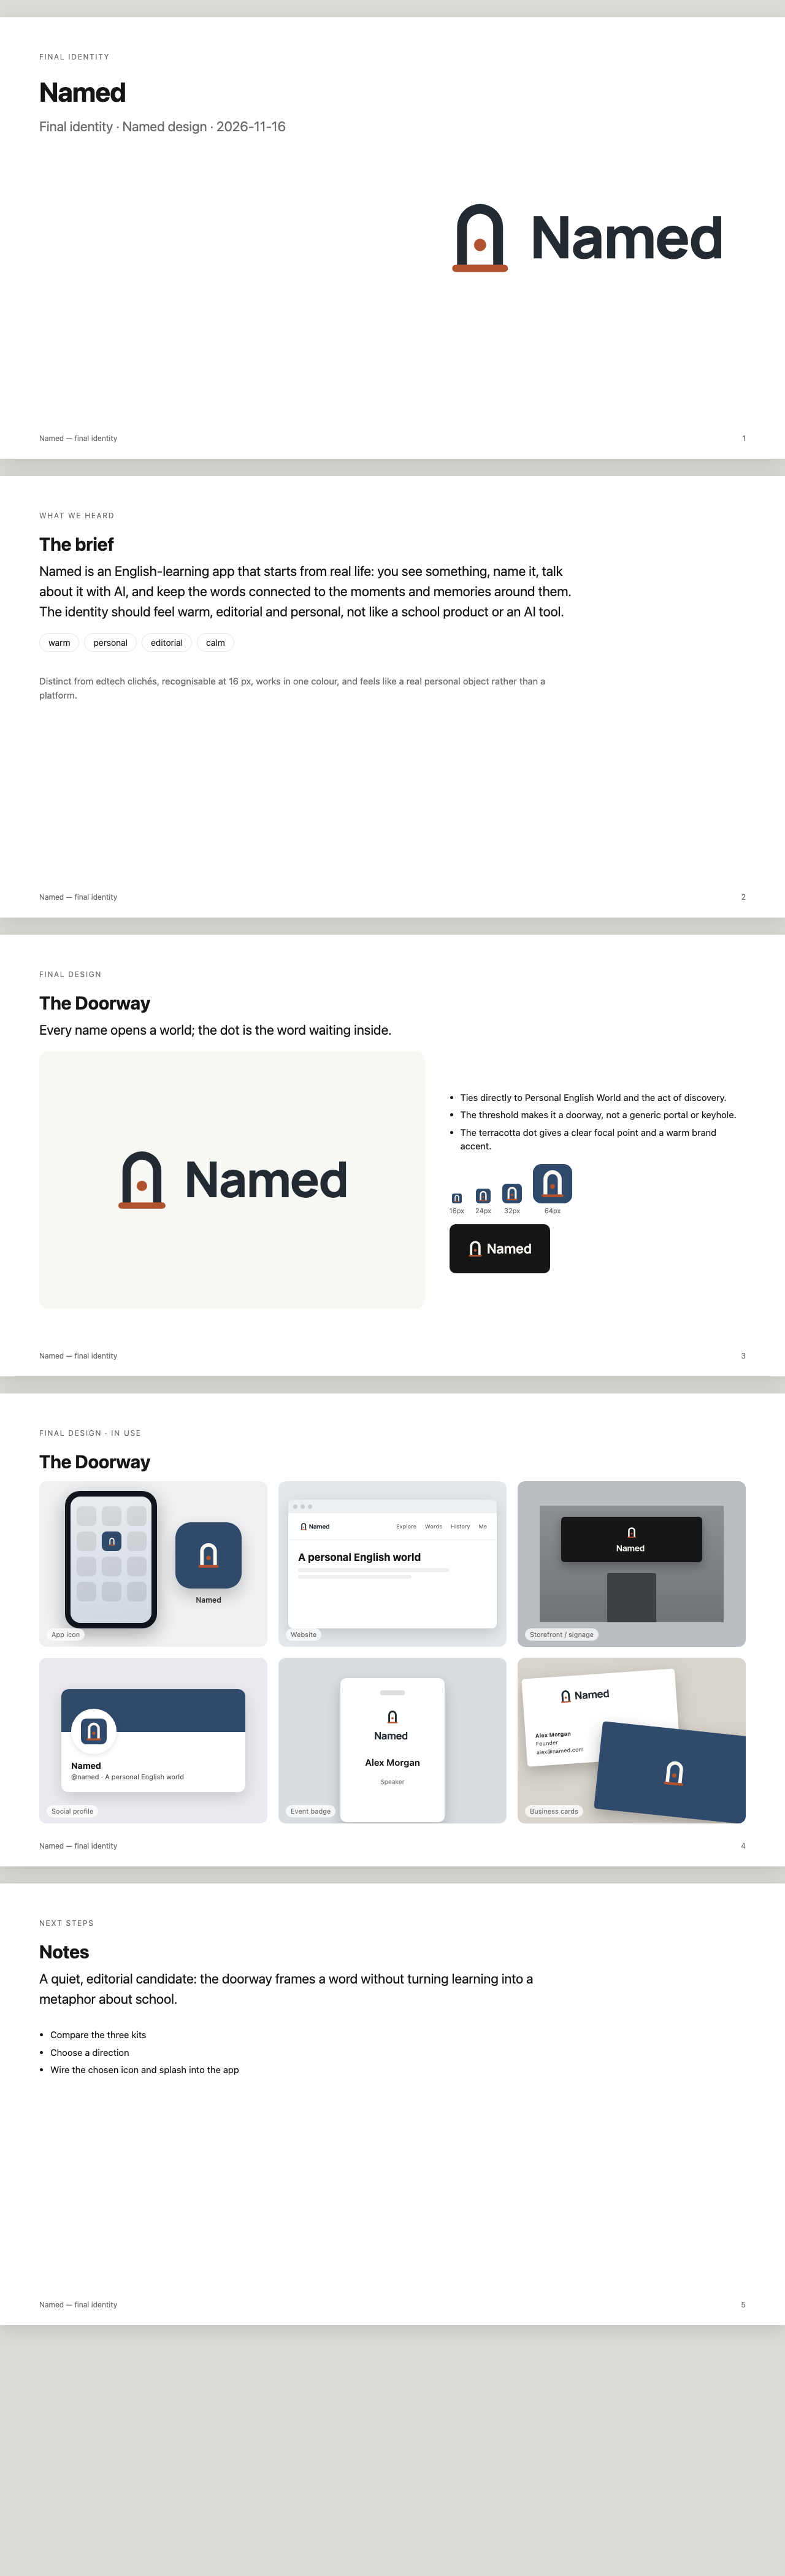 FINAL IDENTITY
Named
Final identity · Named design · 2026-11-16
Named
Named — final identity
1
WHAT WE HEARD
The brief
Named is an English-learning app that starts from real life: you see something, name it, talk
about it with AI, and keep the words connected to the moments and memories around them.
The identity should feel warm, editorial and personal, not like a school product or an AI tool.
warm
personal
editorial
calm
Distinct from edtech clichés, recognisable at 16 px, works in one colour, and feels like a real personal object rather than a
platform.
Named — final identity
2
FINAL DESIGN
The Doorway
Every name opens a world; the dot is the word waiting inside.
Named
• Ties directly to Personal English World and the act of discovery.
• The threshold makes it a doorway, not a generic portal or keyhole.
• The terracotta dot gives a clear focal point and a warm brand
accent.
16px
24px
32px
64px
Named
Named — final identity
3
FINAL DESIGN · IN USE
The Doorway
Named
App icon
Named
Explore
Words
History
Me
A personal English world
Website
Named
Storefront / signage
Named
@named · A personal English world
Social profile
Named
Alex Morgan
Speaker
Event badge
Named
Alex Morgan
Founder
alex@named.com
Business cards
Named — final identity
4
NEXT STEPS
Notes
A quiet, editorial candidate: the doorway frames a word without turning learning into a
metaphor about school.
• Compare the three kits
• Choose a direction
• Wire the chosen icon and splash into the app
Named — final identity
5